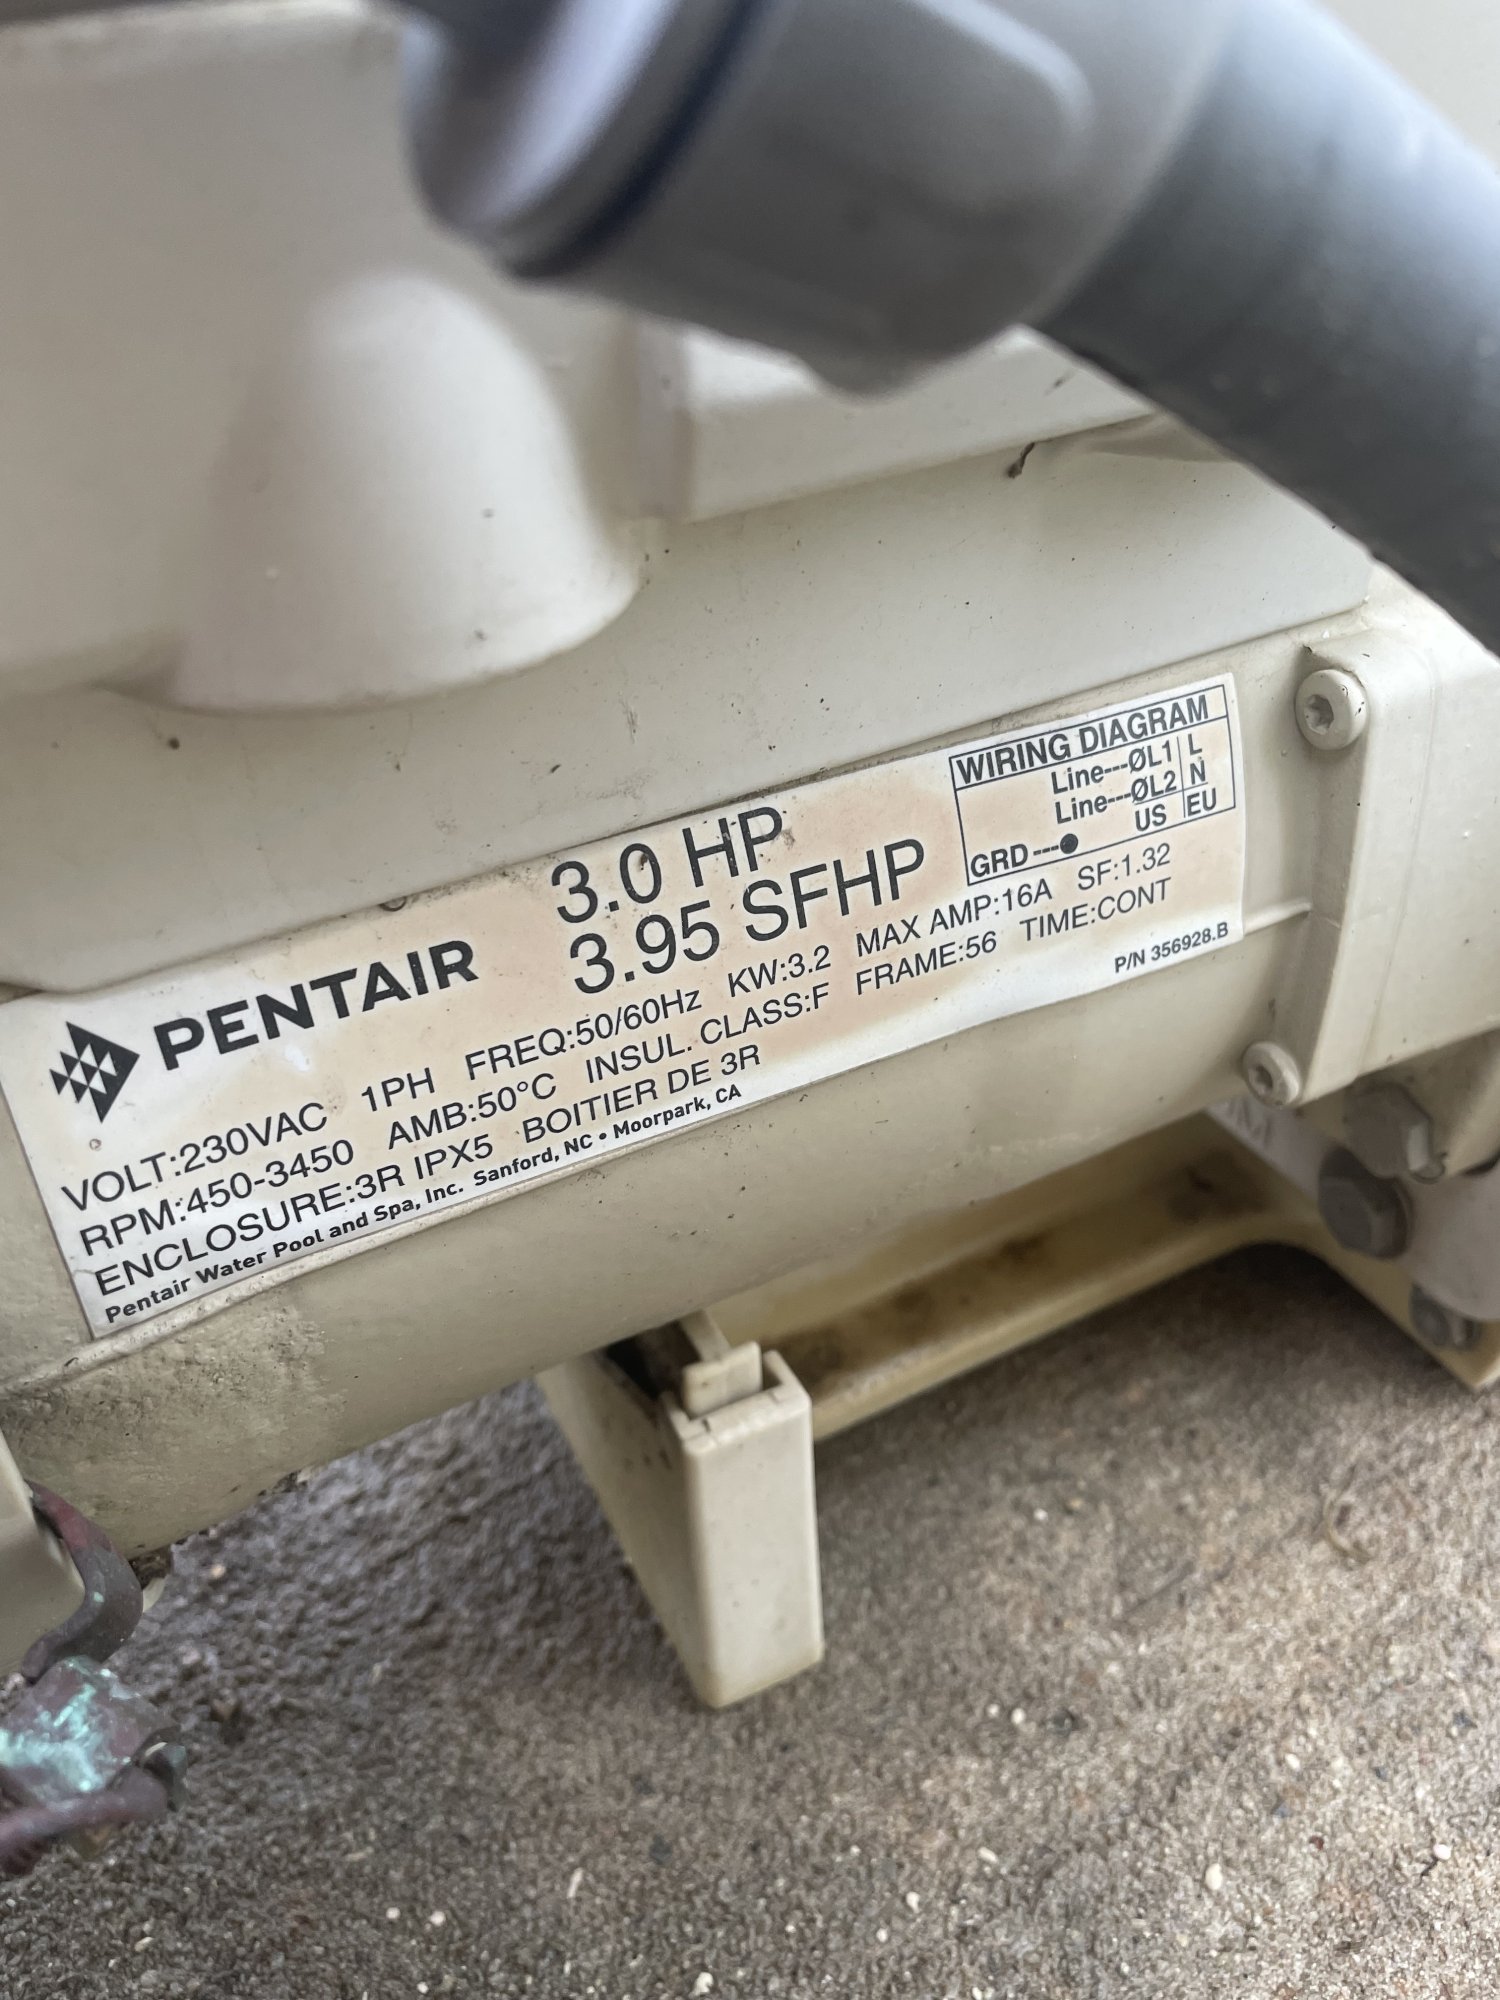 PENTAIR
3.0 HP
3.95 SFHP
WIRING DIAGRAM
Line---ØL1 L
Line---ØL2 N
US EU
GRD---●
VOLT:230VAC 1PH FREQ:50/60Hz KW:3.2 MAX AMP:16A SF:1.32
RPM:450-3450 AMB:50°C INSUL. CLASS:F FRAME:56 TIME:CONT
ENCLOSURE:3R IPX5 BOITIER DE 3R
P/N 356928.B
Pentair Water Pool and Spa, Inc. Sanford, NC • Moorpark, CA